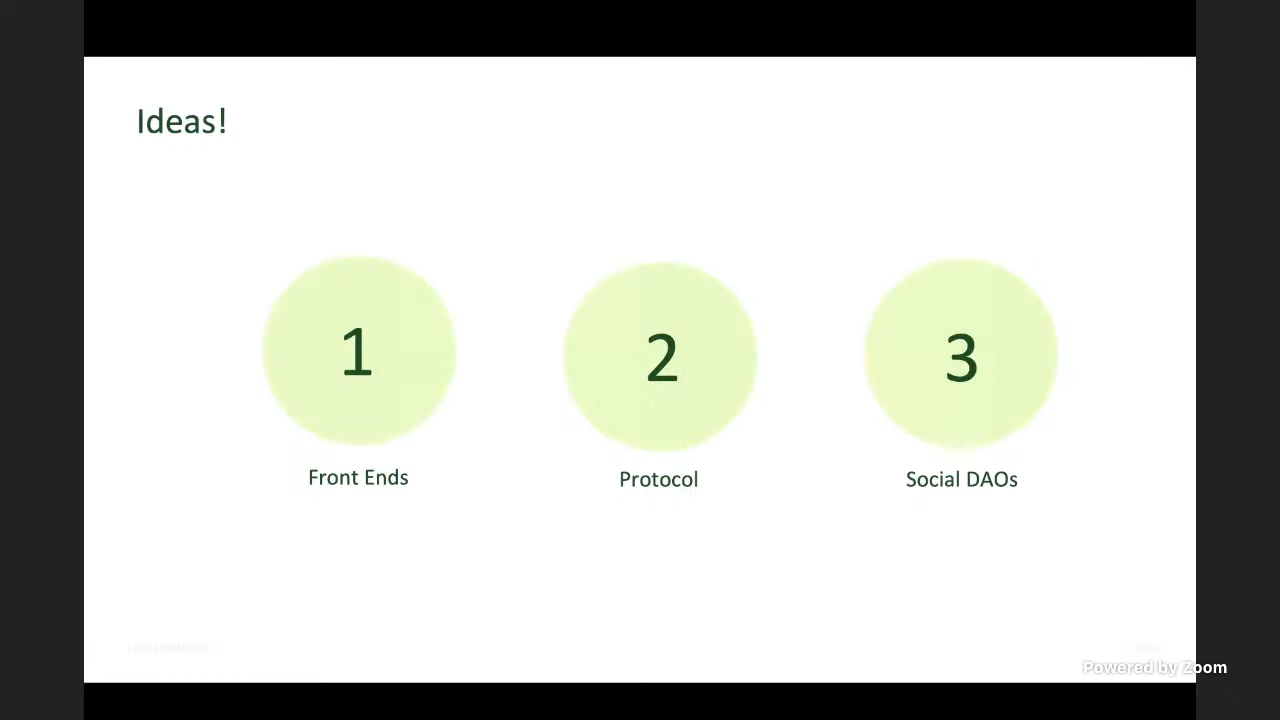 Ideas!
1
2
3
Front Ends
Protocol
Social DAOs
Powered by Zoom